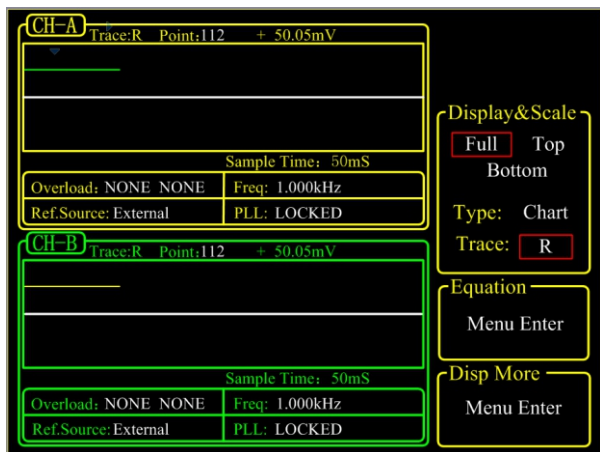 CH-A Trace:R Point:112 + 50.05mV
Sample Time: 50mS
Overload: NONE NONE Freq: 1.000kHz
Ref.Source: External PLL: LOCKED
CH-B Trace:R Point:112 + 50.05mV
Sample Time: 50mS
Overload: NONE NONE Freq: 1.000kHz
Ref.Source: External PLL: LOCKED
Display&Scale
Full Top
Bottom
Type: Chart
Trace: R
Equation
Menu Enter
Disp More
Menu Enter